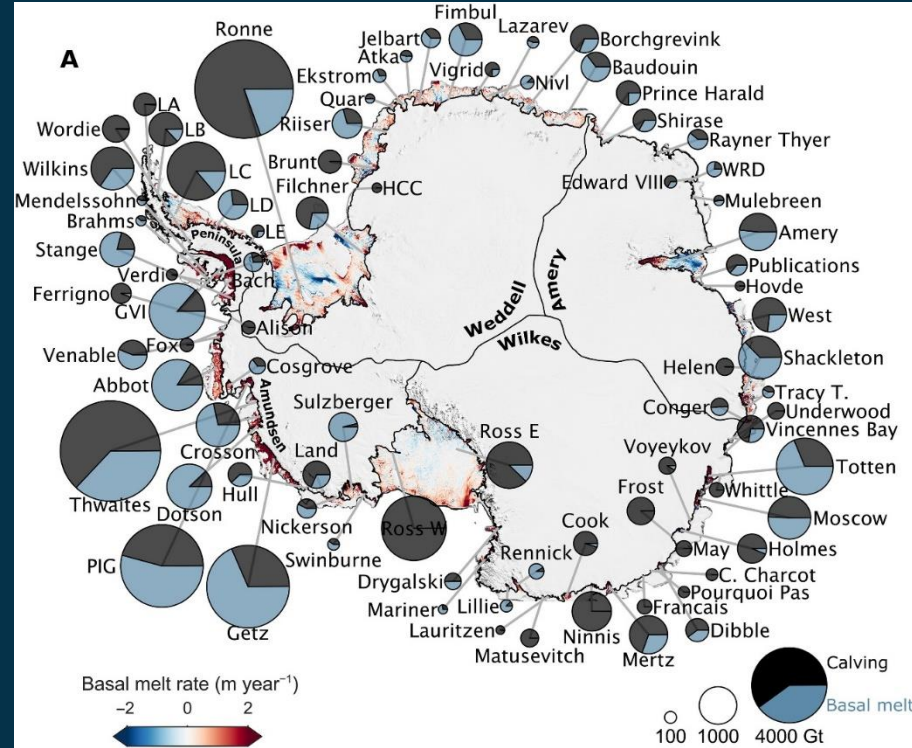 A
Ronne
Fimbul
Lazarev
Jelbart
Borchgrevink
Atka
Vigrid
Baudouin
Ekstrom
Nivl
Quar
Prince Harald
LA
Riiser
Shirase
Wordie
LB
Rayner Thyer
Brunt
Wilkins
LC
Filchner
HCC
Edward VIII
WRD
Mendelssohn
LD
Mulebreen
Brahms
LE
Amery
Peninsula
Stange
Bach
Publications
Verdi
Hovde
Ferrigno
Amery
GVI
Weddell
West
Alison
Wilkes
Fox
Venable
Shackleton
Cosgrove
Helen
Abbot
Tracy T.
Amundsen
Sulzberger
Conger
Underwood
Ross E
Vincennes Bay
Crosson
Land
Voyeykov
Totten
Thwaites
Hull
Frost
Whittle
Dotson
Moscow
Nickerson
Ross W
Cook
Swinburne
Rennick
May
Holmes
PIG
C. Charcot
Drygalski
Pourquoi Pas
Mariner
Lillie
Francais
Getz
Lauritzen
Ninnis
Dibble
Matusevitch
Mertz
Calving
Basal melt rate (m year⁻¹)
Basal melt
−2 0 2
100 1000 4000 Gt